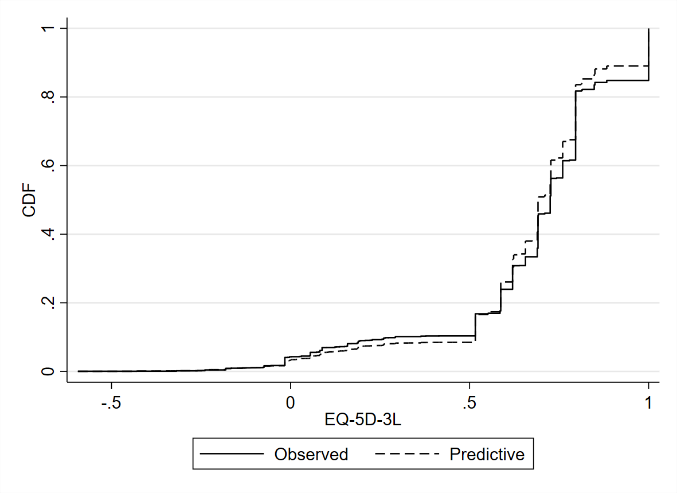 1
.8
.6
.4
.2
0
CDF
-.5
0
.5
1
EQ-5D-3L
Observed
Predictive